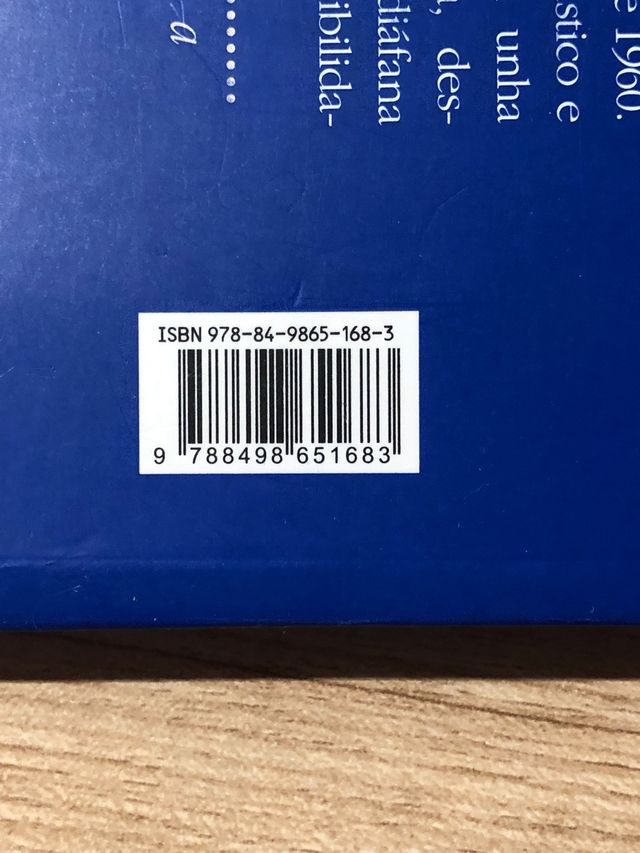 e 1960.
stico e
unha
, des-
diáfana
ibilida-
........
a
ISBN 978-84-9865-168-3
9 788498 651683